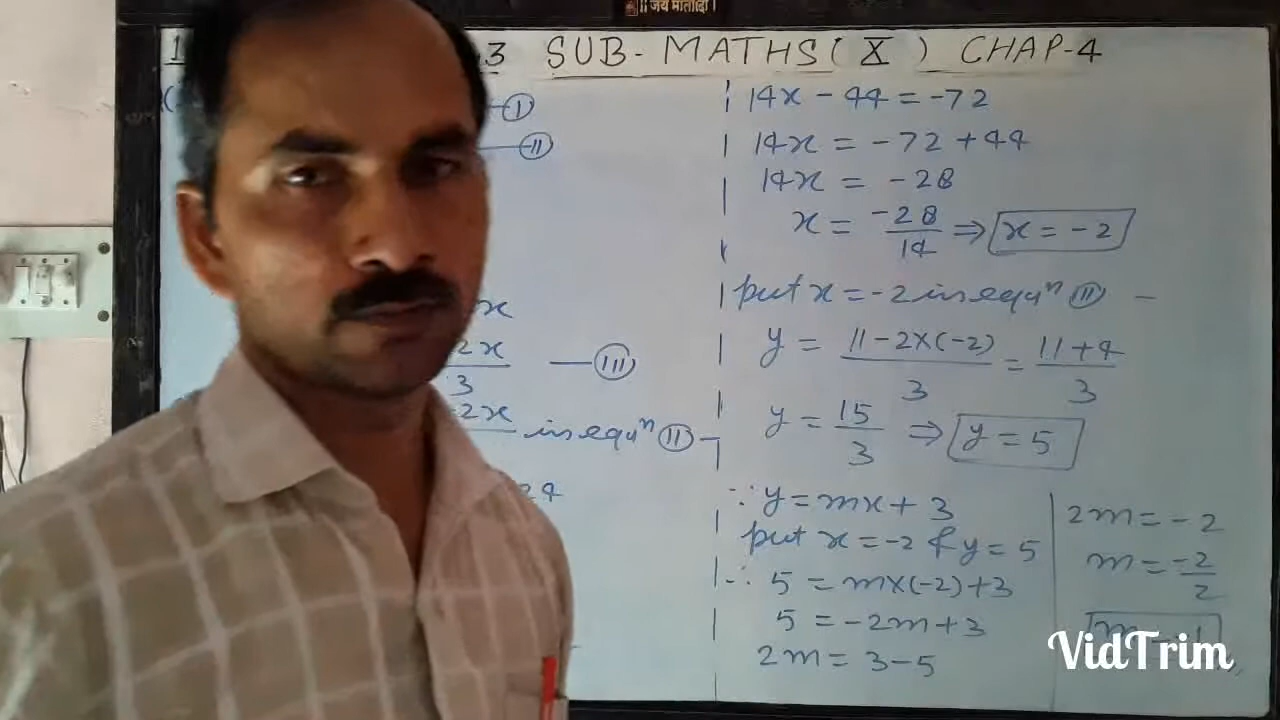 ॥ जय माता दी ।
3 SUB-MATHS(X) CHAP-4
(I)
(II)
x
2x
3
(III)
-2x
in equⁿ (II) -
24
14x - 44 = -72
14x = -72 + 44
14x = -28
x = -28/14 ⇒ x = -2
put x = -2 in equⁿ (III) -
y = 11-2×(-2)/3 = 11+4/3
y = 15/3 ⇒ y = 5
∵ y = mx + 3
put x = -2 & y = 5
∴ 5 = m×(-2)+3
5 = -2m+3
2m = 3-5
2m = -2
m = -2/2
m = -1
VidTrim